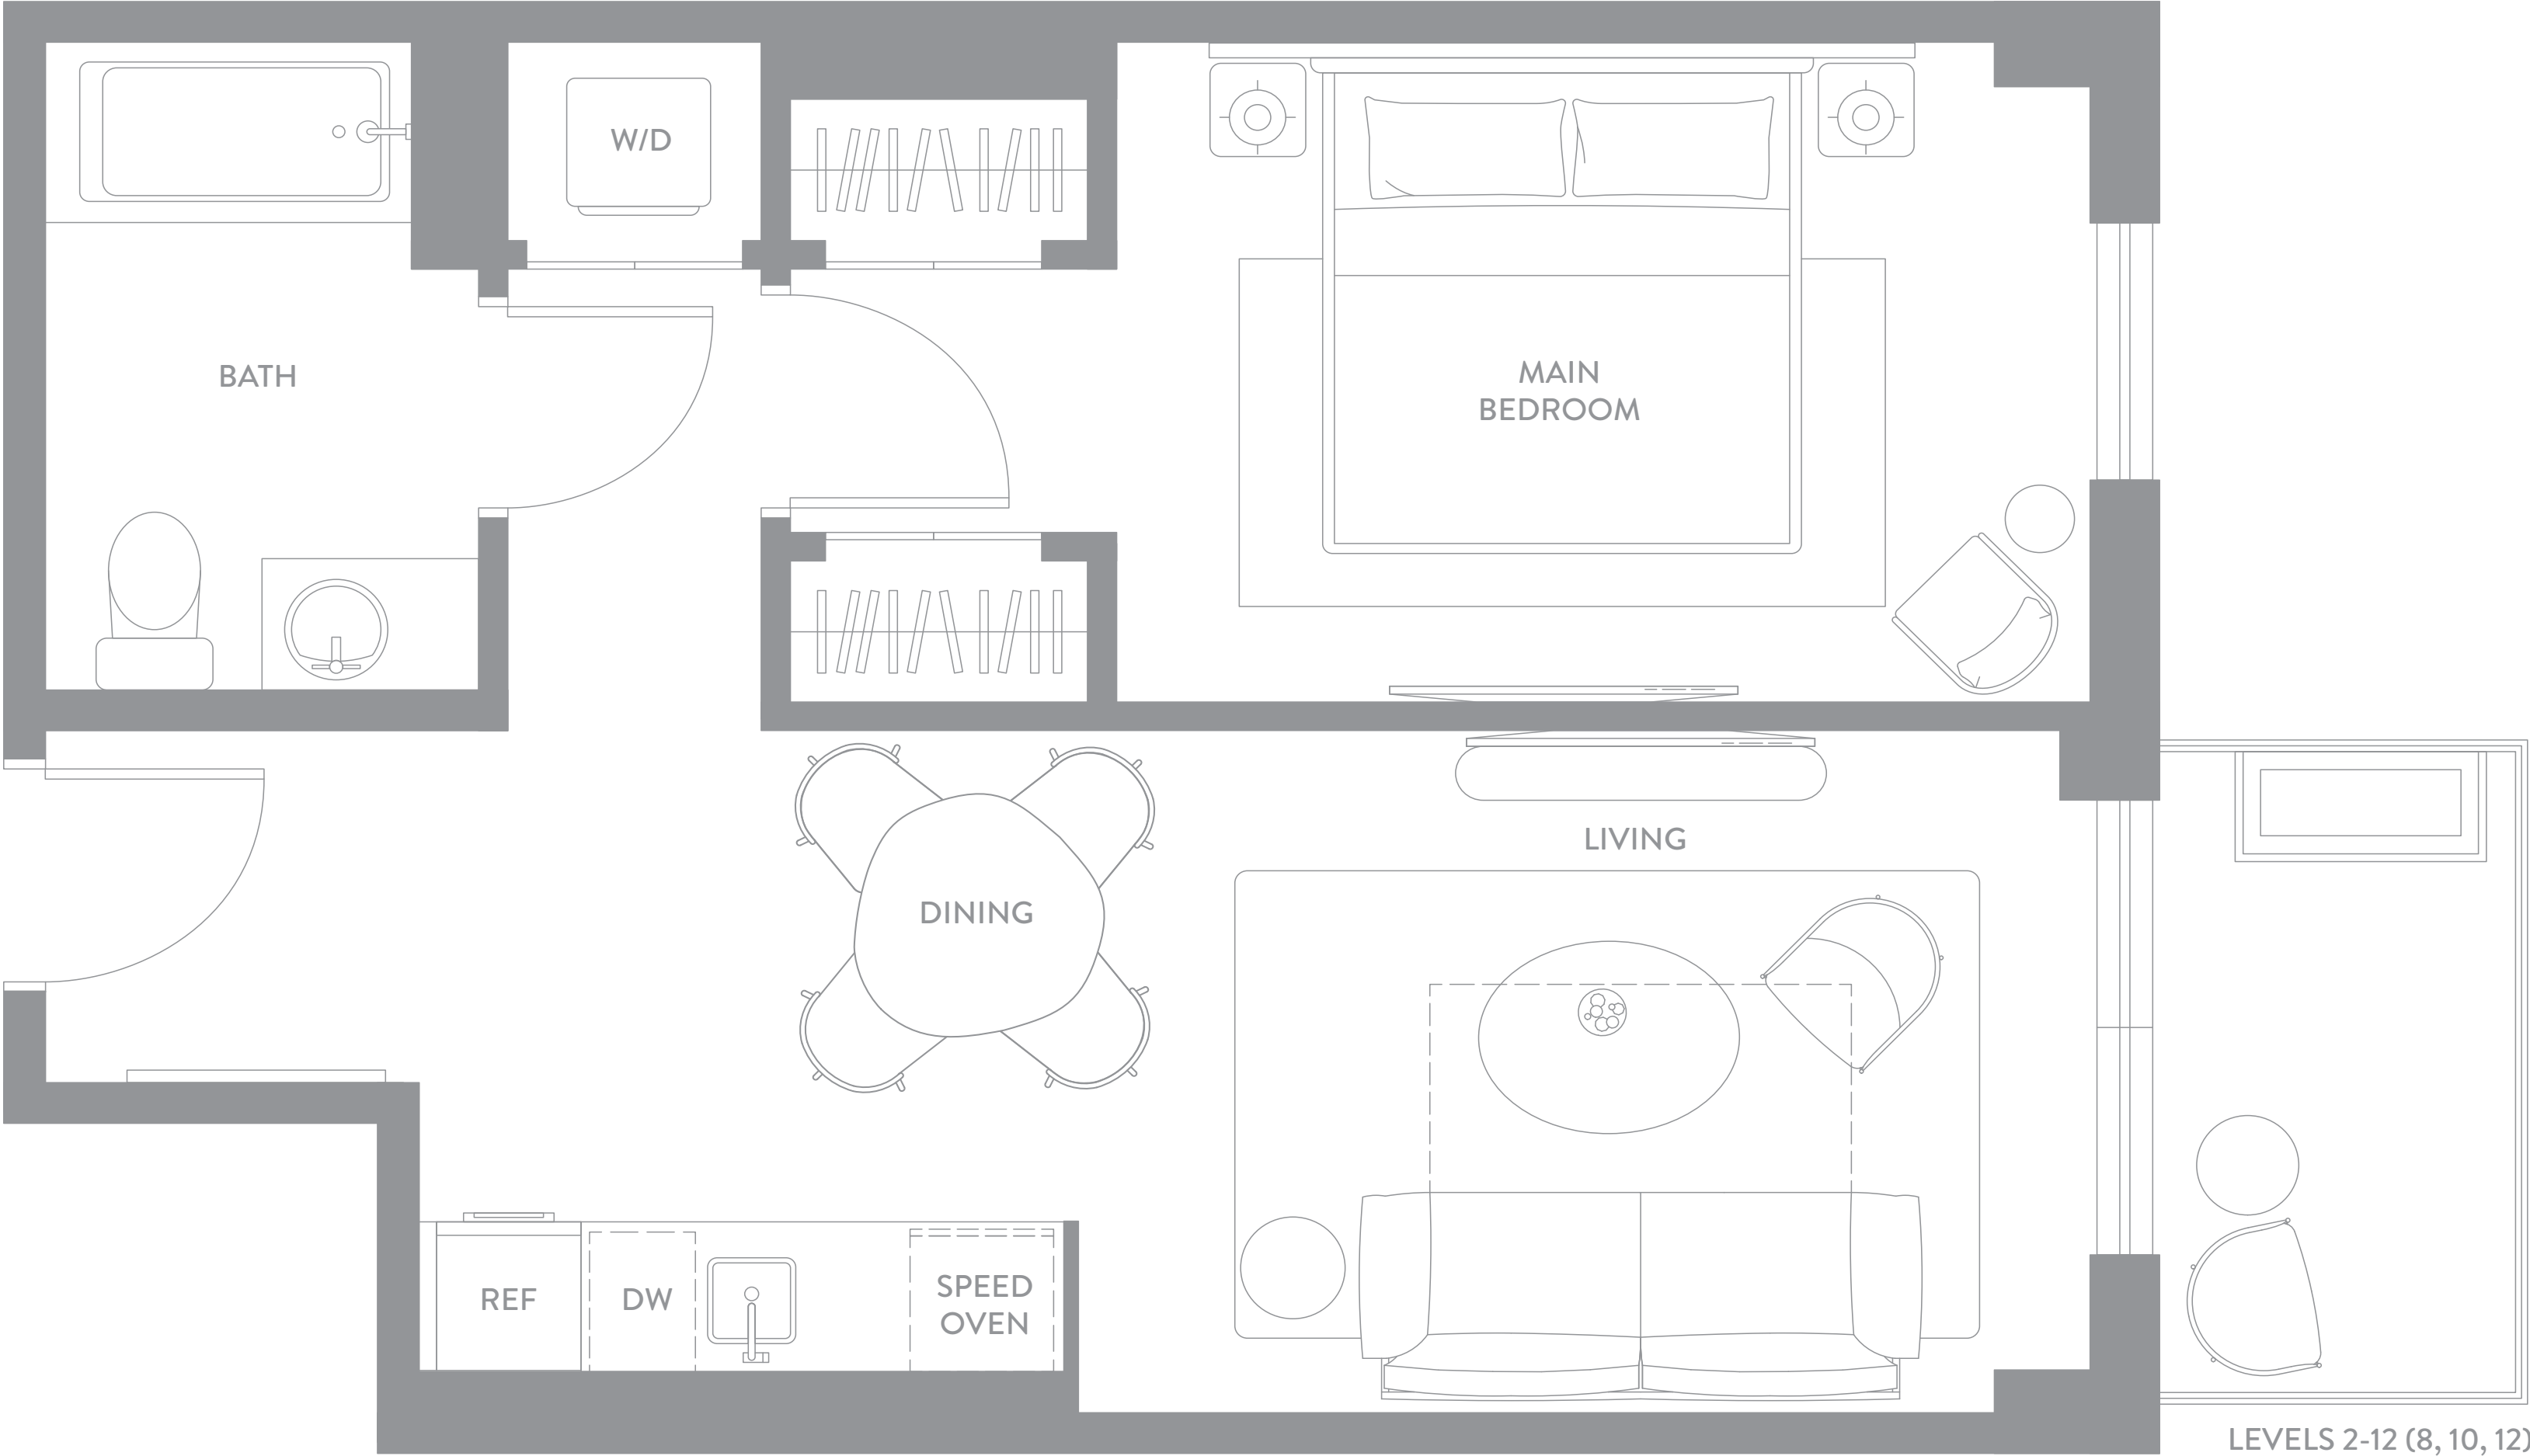 W/D
BATH
MAIN
BEDROOM
LIVING
DINING
REF
DW
SPEED
OVEN
LEVELS 2-12 (8, 10, 12)